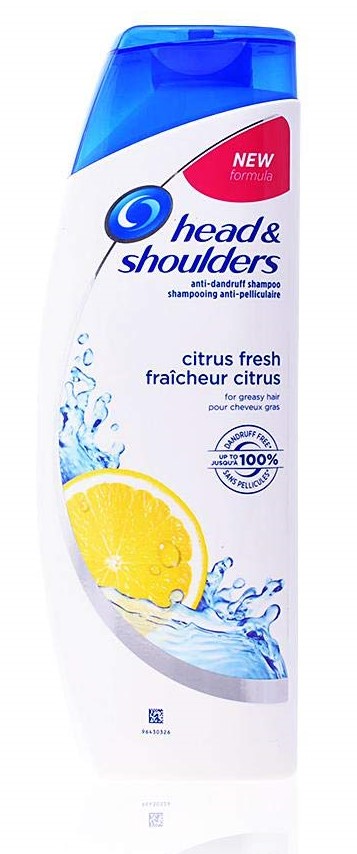 NEW
formula
head &
shoulders
anti-dandruff shampoo
shampooing anti-pelliculaire
citrus fresh
fraîcheur citrus
for greasy hair
pour cheveux gras
DANDRUFF FREE*
UP TO
JUSQU'À 100%
SANS PELLICULES*
96430326